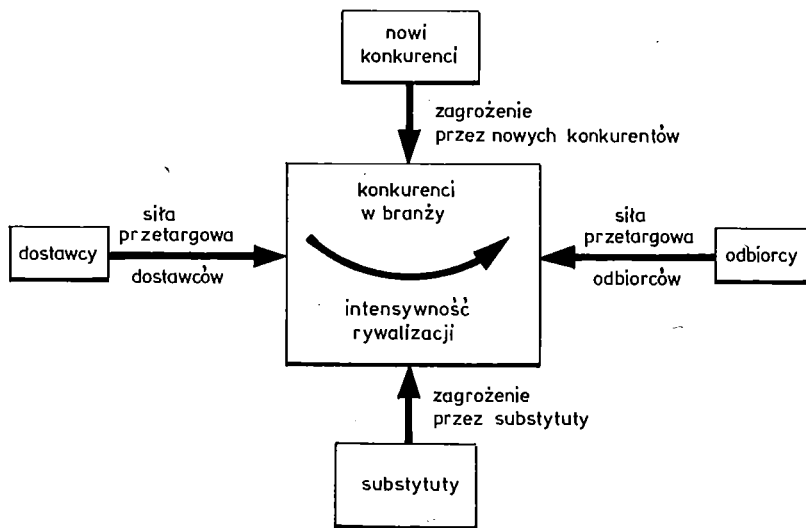 nowi
konkurenci
zagrożenie
przez nowych konkurentów
konkurenci
w branży
siła
przetargowa
dostawcy
dostawców
siła
przetargowa
odbiorcy
odbiorców
intensywność
rywalizacji
zagrożenie
przez substytuty
substytuty